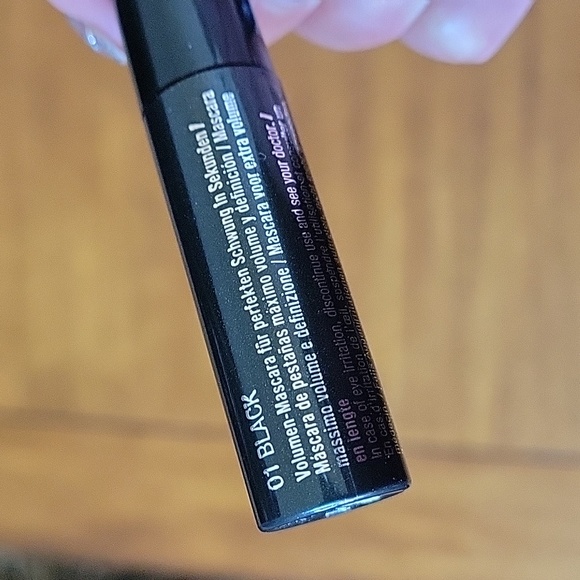 01 BLACK
Volumen-Mascara für perfekten Schwung in Sekunden /
Máscara de pestañas máximo volume y definición / Mascara
Massimo volume e definizione / Mascara voor extra volume
en lengte
In case of eye irritation, discontinue use and see your doctor. /